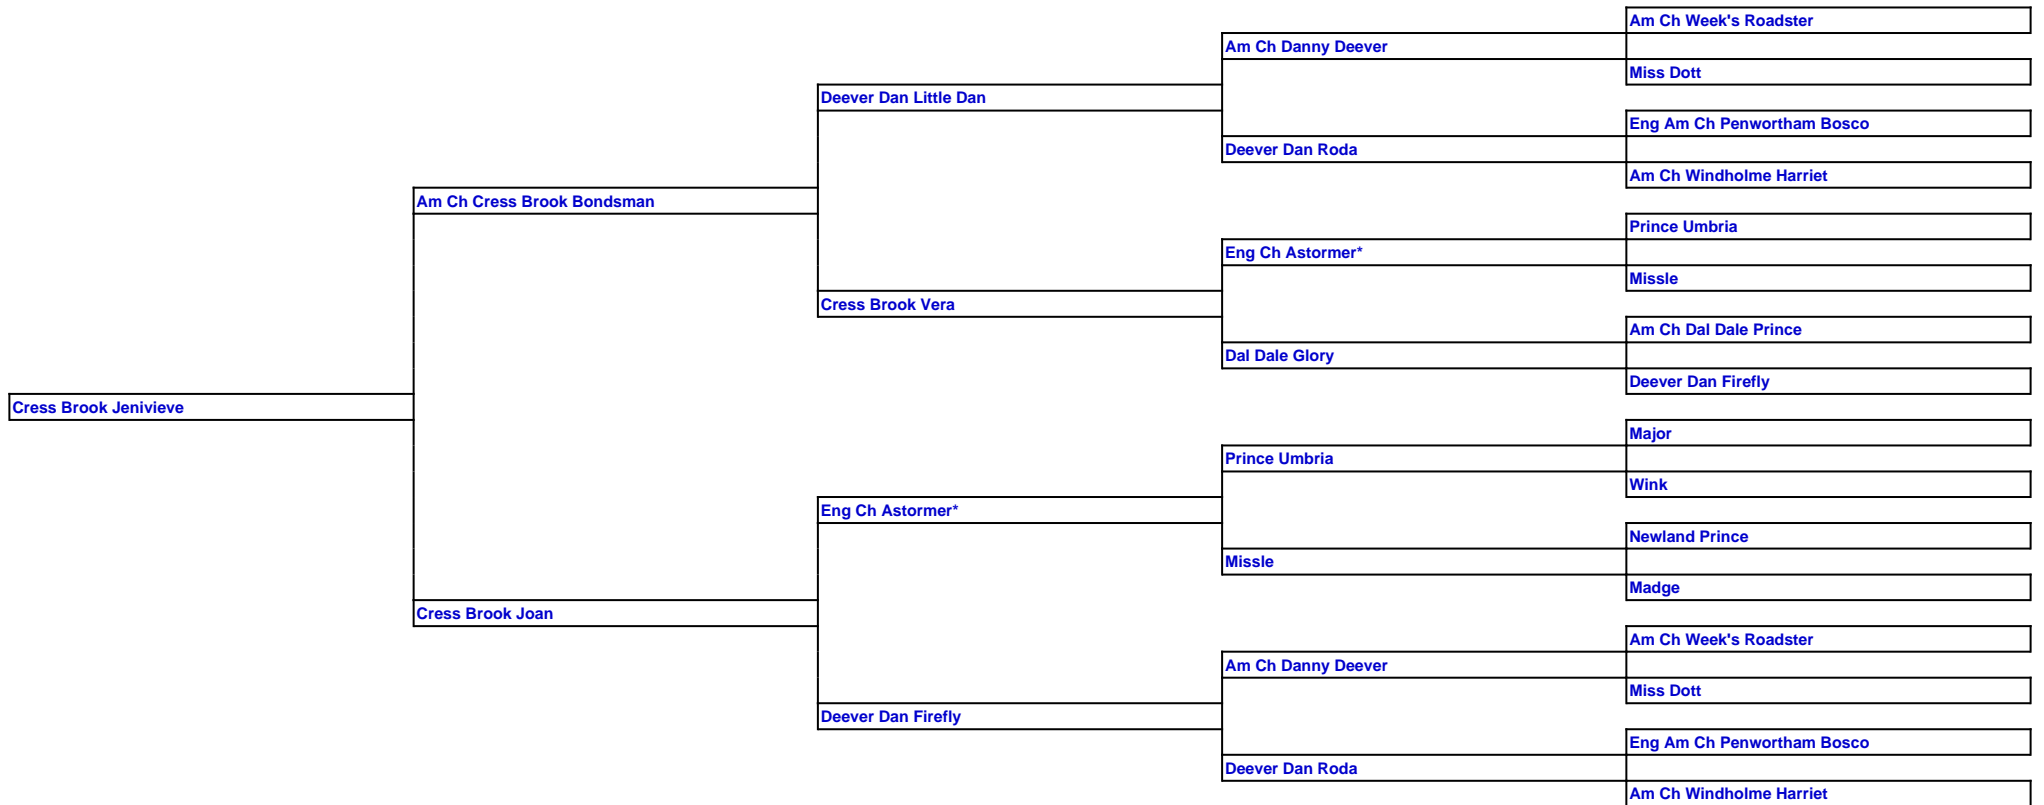 Am Ch Week's Roadster
Am Ch Danny Deever
Miss Dott
Deever Dan Little Dan
Eng Am Ch Penwortham Bosco
Deever Dan Roda
Am Ch Windholme Harriet
Am Ch Cress Brook Bondsman
Prince Umbria
Eng Ch Astormer*
Missle
Cress Brook Vera
Am Ch Dal Dale Prince
Dal Dale Glory
Deever Dan Firefly
Cress Brook Jenivieve
Major
Prince Umbria
Wink
Eng Ch Astormer*
Newland Prince
Missle
Madge
Cress Brook Joan
Am Ch Week's Roadster
Am Ch Danny Deever
Miss Dott
Deever Dan Firefly
Eng Am Ch Penwortham Bosco
Deever Dan Roda
Am Ch Windholme Harriet